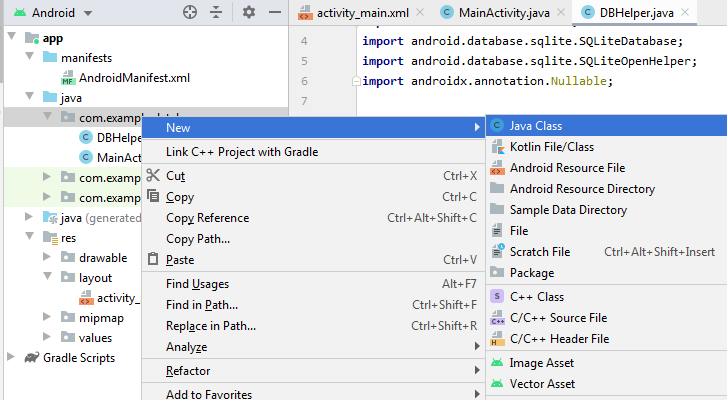 Android
activity_main.xml
MainActivity.java
DBHelper.java
app
manifests
AndroidManifest.xml
java
DBHelpe
MainAct
com.examp
com.examp
java (generated
res
drawable
layout
activity_
mipmap
values
Gradle Scripts
4 import android.database.sqlite.SQLiteDatabase;
5 import android.database.sqlite.SQLiteOpenHelper;
6 import androidx.annotation.Nullable;
7
New
Link C++ Project with Gradle
Cut Ctrl+X
Copy Ctrl+C
Copy Reference Ctrl+Alt+Shift+C
Copy Path...
Paste Ctrl+V
Find Usages Alt+F7
Find in Path... Ctrl+Shift+F
Replace in Path... Ctrl+Shift+R
Analyze
Refactor
Add to Favorites
Java Class
Kotlin File/Class
Android Resource File
Android Resource Directory
Sample Data Directory
File
Scratch File Ctrl+Alt+Shift+Insert
Package
C++ Class
C/C++ Source File
C/C++ Header File
Image Asset
Vector Asset